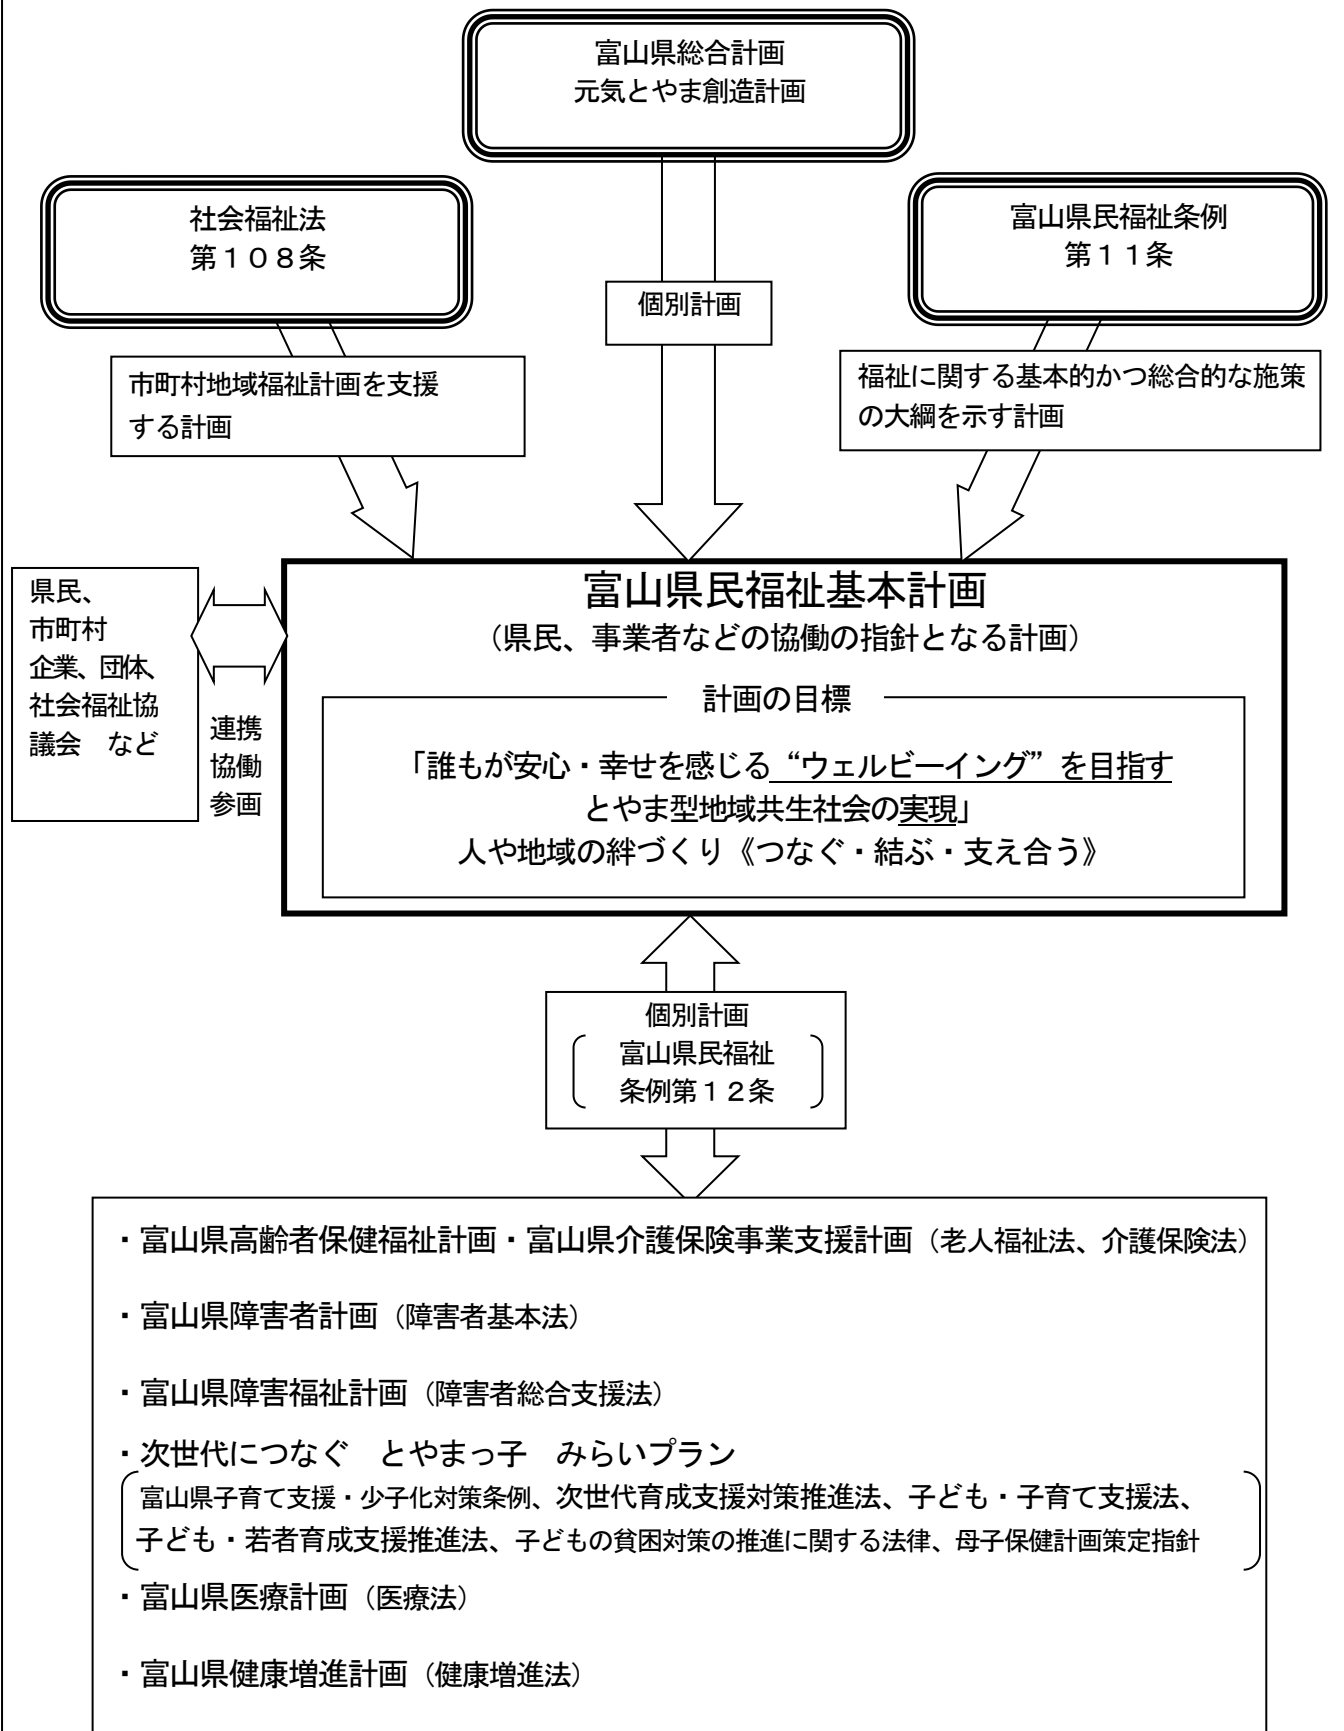 富山県総合計画
元気とやま創造計画
社会福祉法
第１０８条
富山県民福祉条例
第１１条
個別計画
市町村地域福祉計画を支援
する計画
福祉に関する基本的かつ総合的な施策
の大綱を示す計画
県民、
市町村
企業、団体、
社会福祉協
議会　など
連携
協働
参画
富山県民福祉基本計画
（県民、事業者などの協働の指針となる計画）
計画の目標
「誰もが安心・幸せを感じる “ウェルビーイング” を目指す
とやま型地域共生社会の実現」
人や地域の絆づくり《つなぐ・結ぶ・支え合う》
個別計画
富山県民福祉
条例第１２条
・富山県高齢者保健福祉計画・富山県介護保険事業支援計画（老人福祉法、介護保険法）
・富山県障害者計画（障害者基本法）
・富山県障害福祉計画（障害者総合支援法）
・次世代につなぐ　とやまっ子　みらいプラン
富山県子育て支援・少子化対策条例、次世代育成支援対策推進法、子ども・子育て支援法、
子ども・若者育成支援推進法、子どもの貧困対策の推進に関する法律、母子保健計画策定指針
・富山県医療計画（医療法）
・富山県健康増進計画（健康増進法）